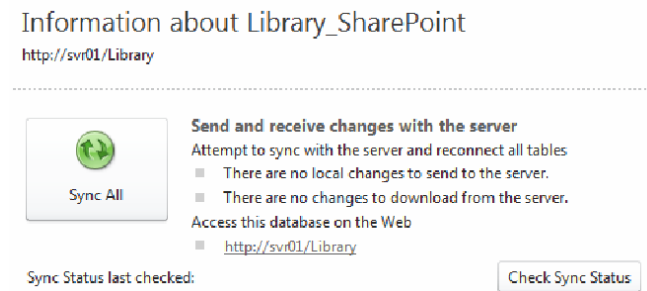 Information about Library_SharePoint
http://svr01/Library
Send and receive changes with the server
Attempt to sync with the server and reconnect all tables
There are no local changes to send to the server.
There are no changes to download from the server.
Sync All
Access this database on the Web
http://svr01/Library
Sync Status last checked:
Check Sync Status